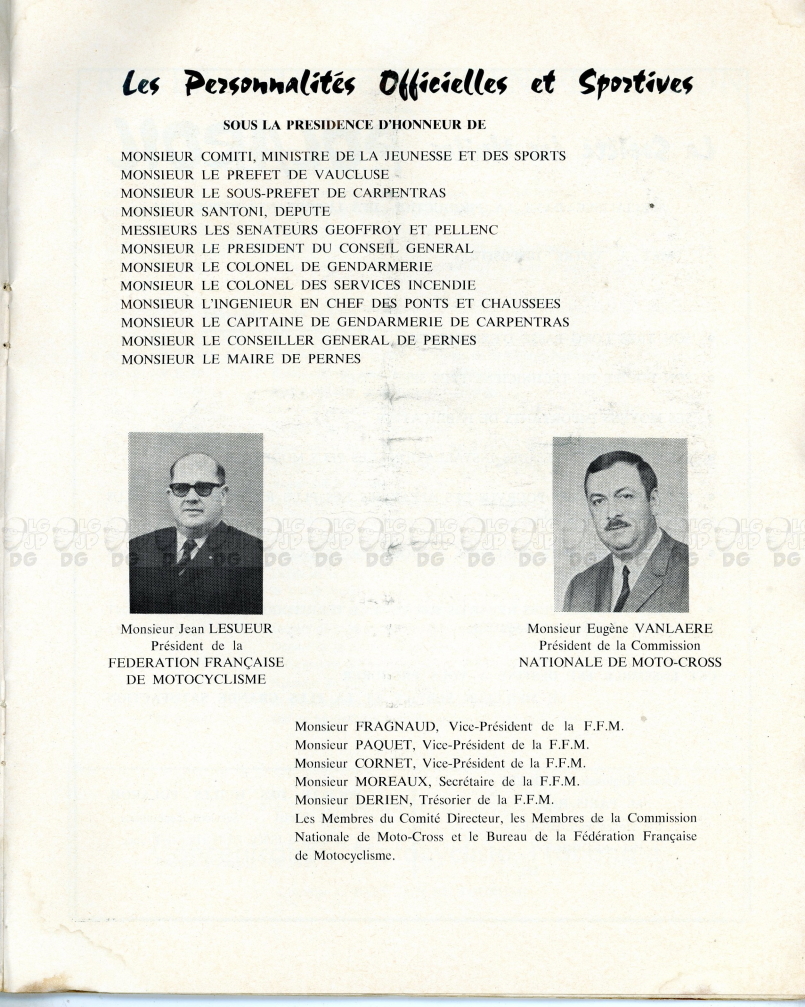 Les Personnalités Officielles et Sportives
SOUS LA PRESIDENCE D'HONNEUR DE
MONSIEUR COMITI, MINISTRE DE LA JEUNESSE ET DES SPORTS
MONSIEUR LE PREFET DE VAUCLUSE
MONSIEUR LE SOUS-PREFET DE CARPENTRAS
MONSIEUR SANTONI, DEPUTE
MESSIEURS LES SENATEURS GEOFFROY ET PELLENC
MONSIEUR LE PRESIDENT DU CONSEIL GENERAL
MONSIEUR LE COLONEL DE GENDARMERIE
MONSIEUR LE COLONEL DES SERVICES INCENDIE
MONSIEUR L'INGENIEUR EN CHEF DES PONTS ET CHAUSSEES
MONSIEUR LE CAPITAINE DE GENDARMERIE DE CARPENTRAS
MONSIEUR LE CONSEILLER GENERAL DE PERNES
MONSIEUR LE MAIRE DE PERNES
Monsieur Jean LESUEUR
Président de la
FEDERATION FRANÇAISE
DE MOTOCYCLISME
Monsieur Eugène VANLAERE
Président de la Commission
NATIONALE DE MOTO-CROSS
Monsieur FRAGNAUD, Vice-Président de la F.F.M.
Monsieur PAQUET, Vice-Président de la F.F.M.
Monsieur CORNET, Vice-Président de la F.F.M.
Monsieur MOREAUX, Secrétaire de la F.F.M.
Monsieur DERIEN, Trésorier de la F.F.M.
Les Membres du Comité Directeur, les Membres de la Commission
Nationale de Moto-Cross et le Bureau de la Fédération Française
de Motocyclisme.